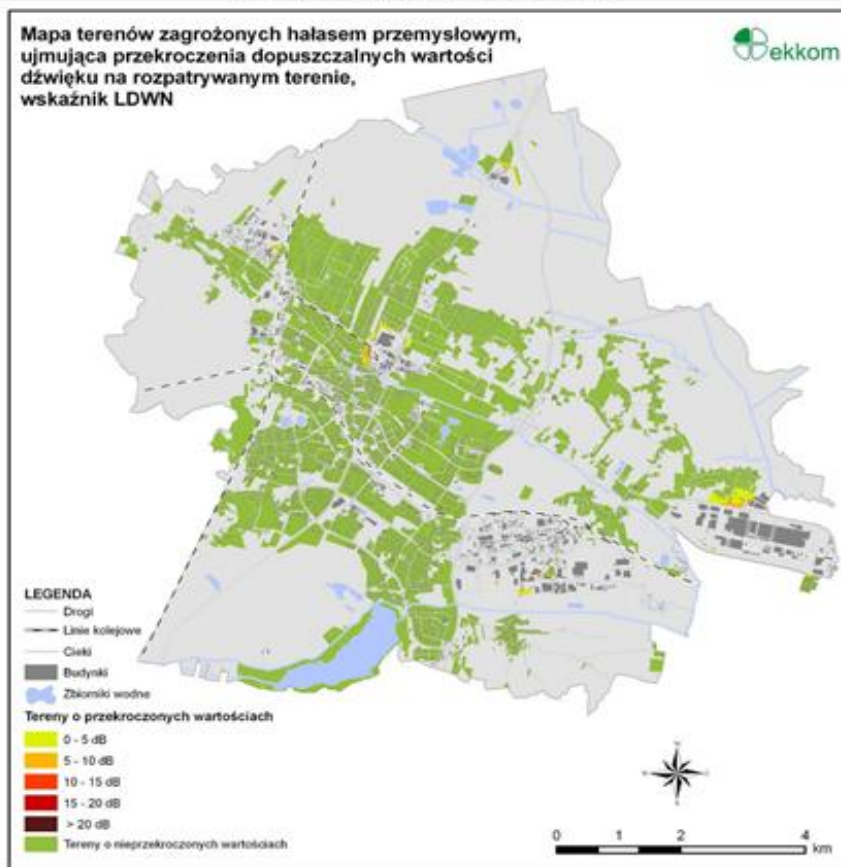 Mapa terenów zagrożonych hałasem przemysłowym,
ujmująca przekroczenia dopuszczalnych wartości
dźwięku na rozpatrywanym terenie,
wskaźnik LDWN
ekkom
LEGENDA
Drogi
Linie kolejowe
Cieki
Budynki
Zbiorniki wodne
Tereny o przekroczonych wartościach
0 - 5 dB
5 - 10 dB
10 - 15 dB
15 - 20 dB
> 20 dB
Tereny o nieprzekroczonych wartościach
0 1 2 4
km